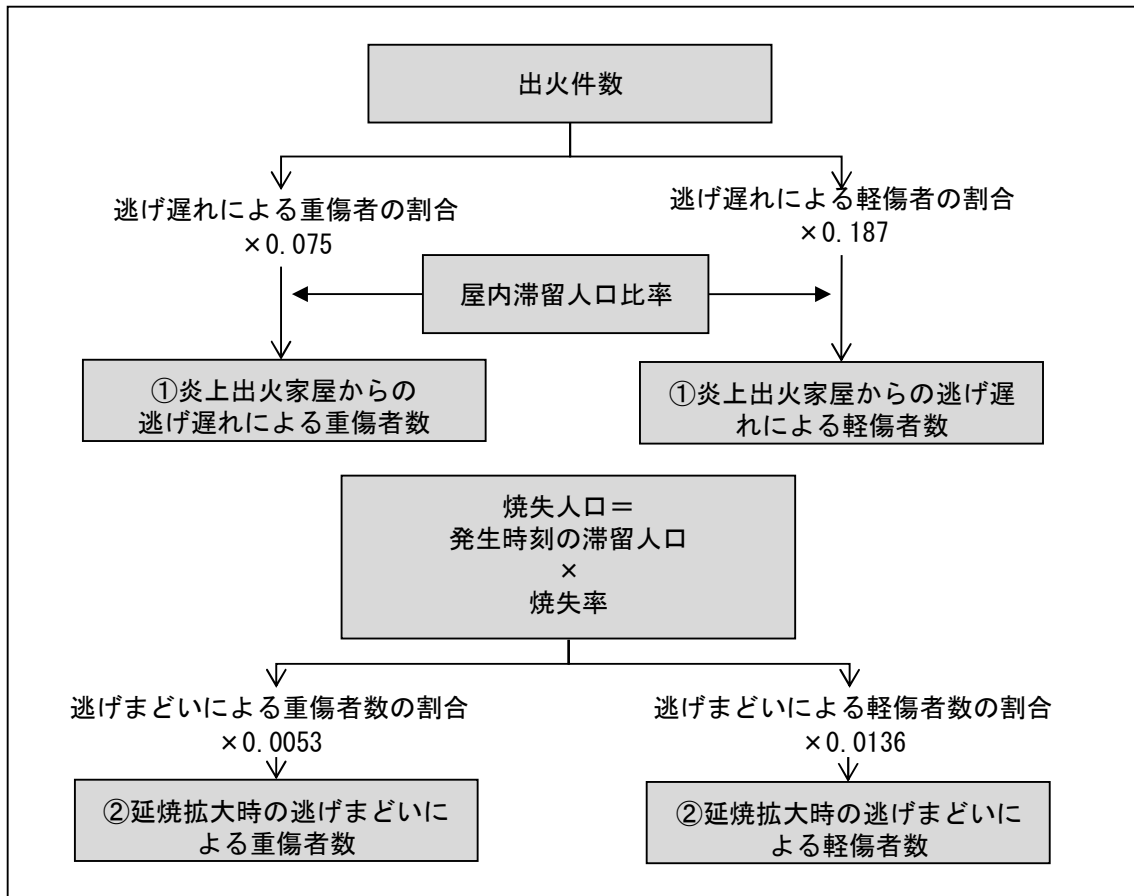 出火件数
逃げ遅れによる重傷者の割合
×0.075
逃げ遅れによる軽傷者の割合
×0.187
屋内滞留人口比率
①炎上出火家屋からの
逃げ遅れによる重傷者数
①炎上出火家屋からの逃げ遅
れによる軽傷者数
焼失人口＝
発生時刻の滞留人口
×
焼失率
逃げまどいによる重傷者数の割合
×0.0053
逃げまどいによる軽傷者数の割合
×0.0136
②延焼拡大時の逃げまどいに
よる重傷者数
②延焼拡大時の逃げまどいに
よる軽傷者数